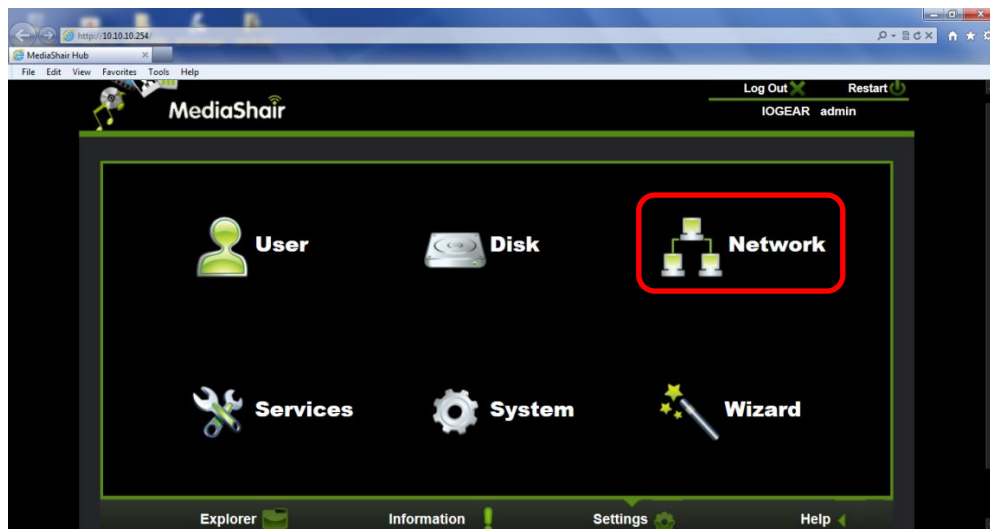 http://10.10.10.254/
MediaShair Hub
File Edit View Favorites Tools Help
MediaShair
Log Out Restart
IOGEAR admin
User Disk Network
Services System Wizard
Explorer Information Settings Help